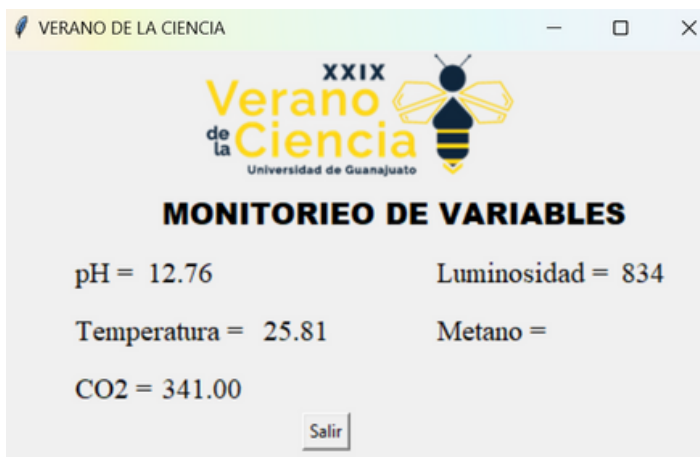 VERANO DE LA CIENCIA
XXIX
Verano
de la Ciencia
Universidad de Guanajuato
MONITORIEO DE VARIABLES
pH = 12.76
Luminosidad = 834
Temperatura = 25.81
Metano =
CO2 = 341.00
Salir